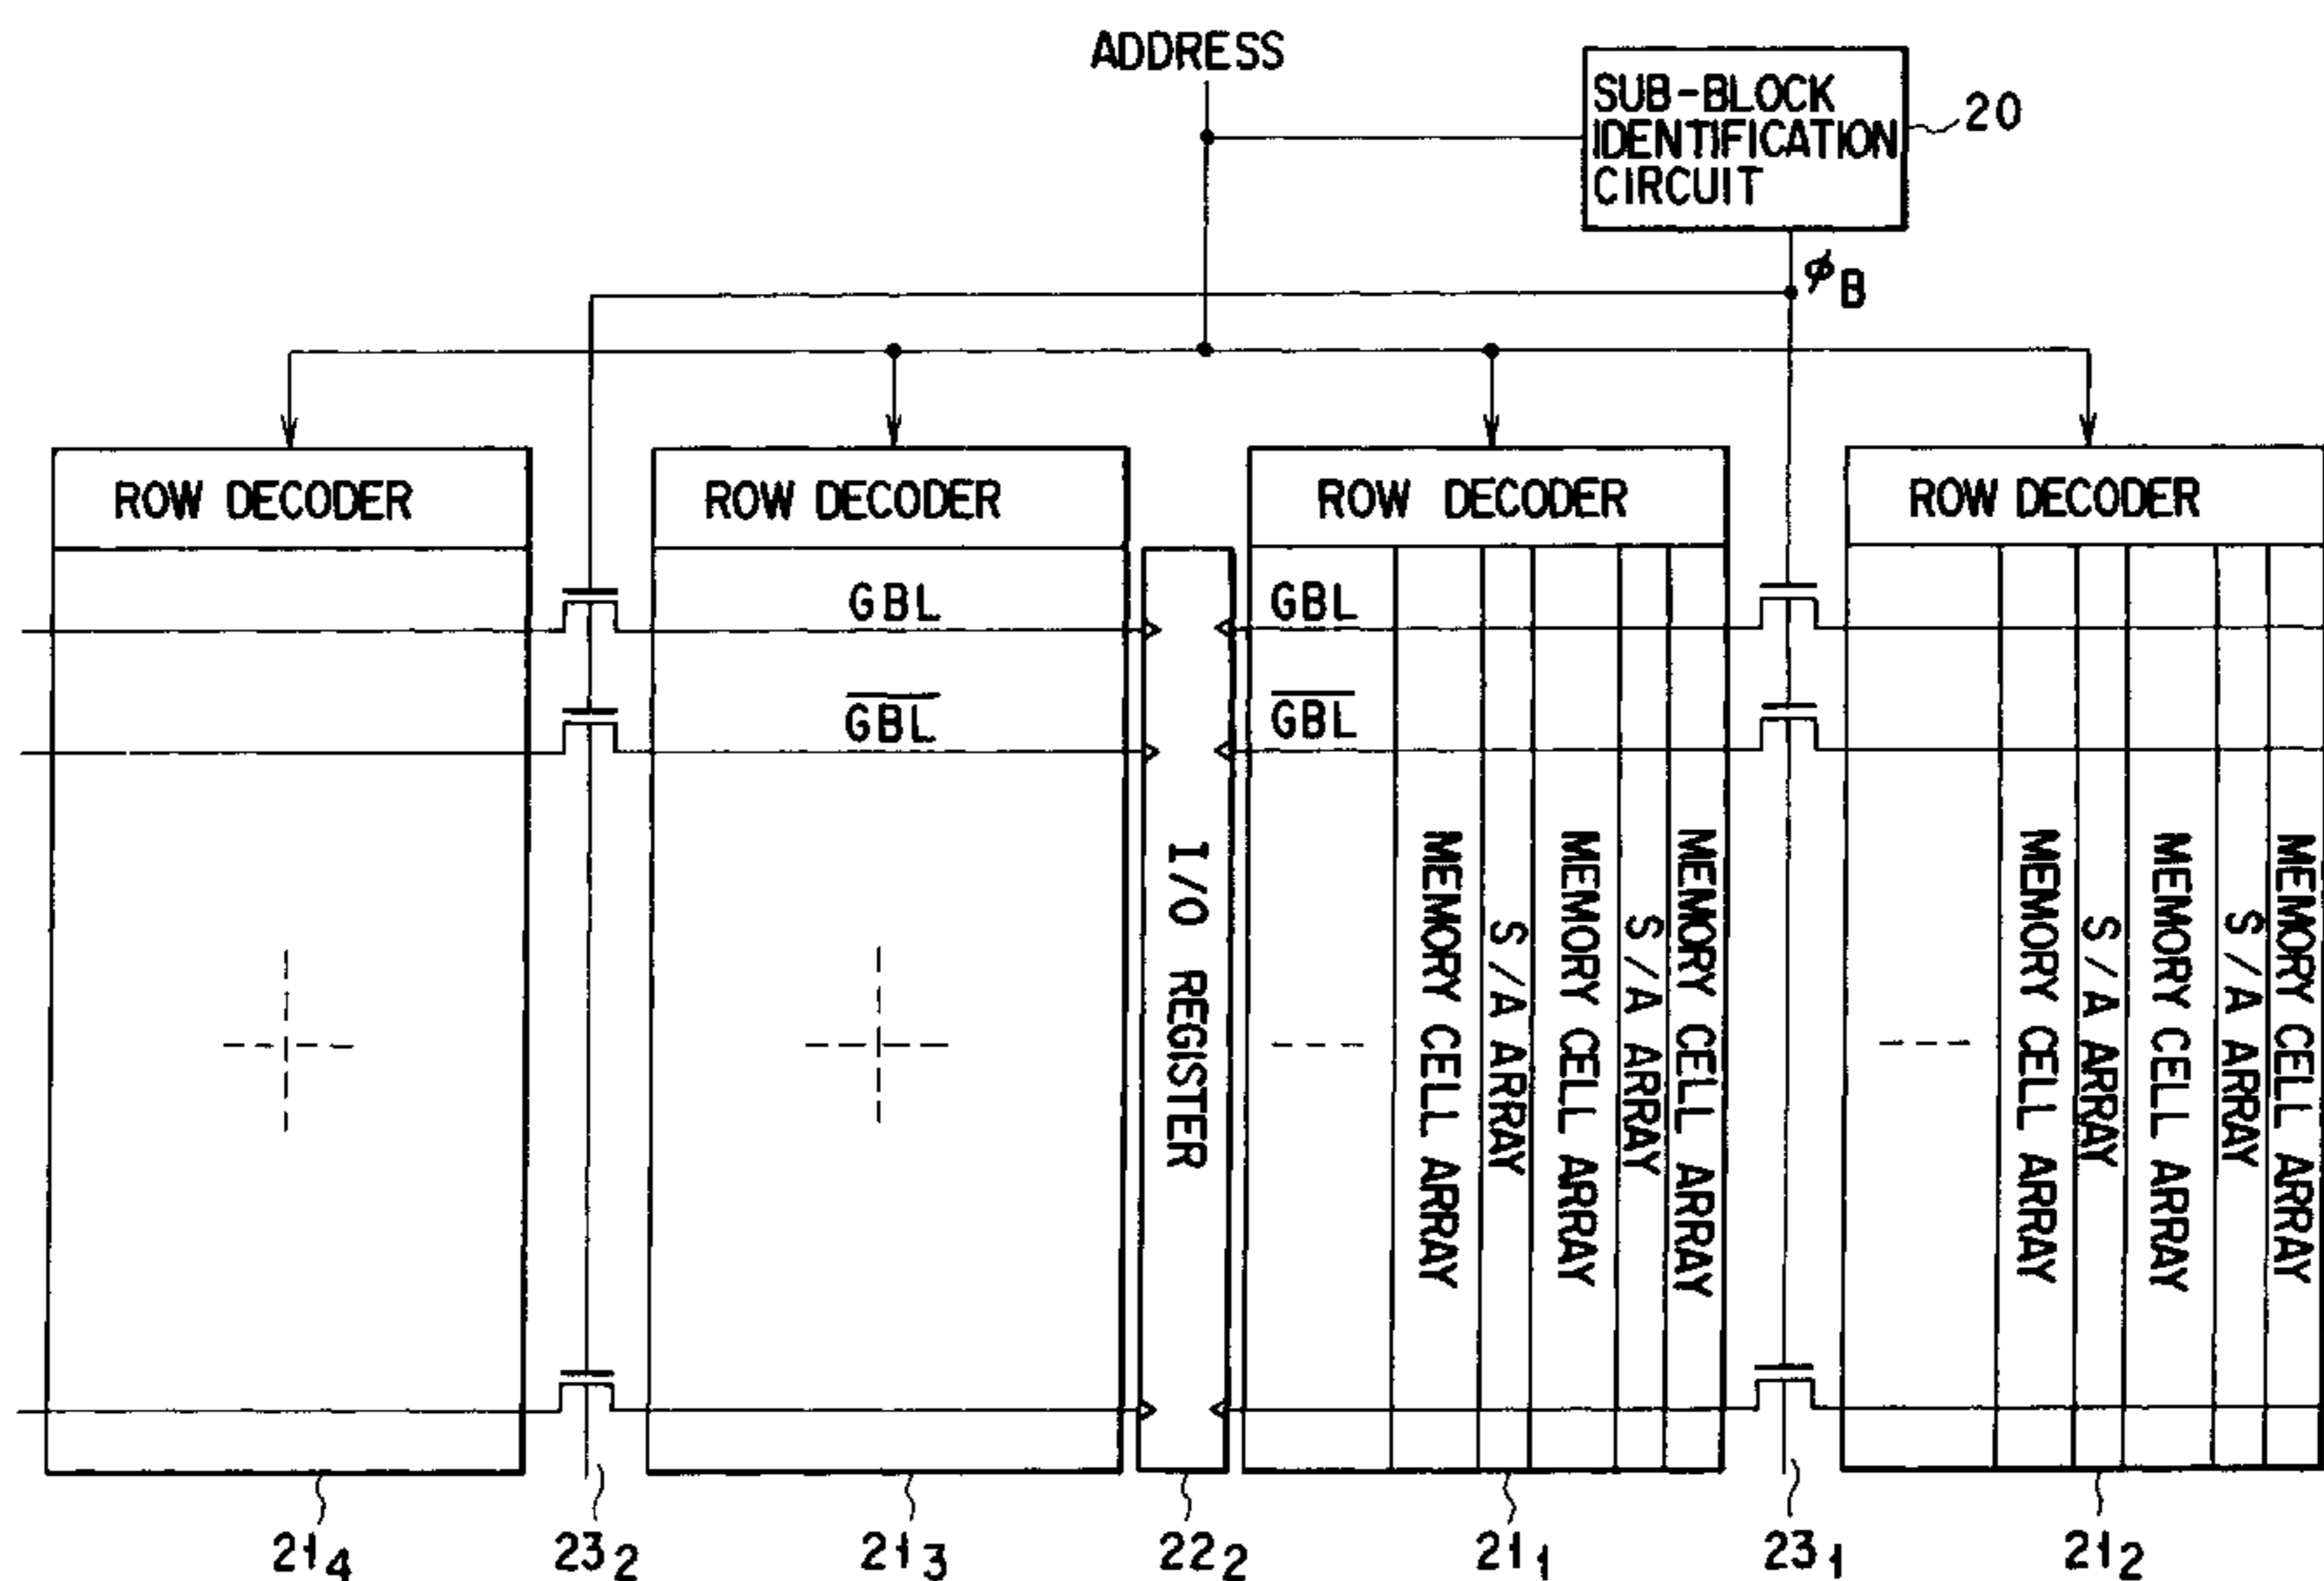 ADDRESS
SUB-BLOCK
IDENTIFICATION
CIRCUIT
20
φB
ROW DECODER
ROW DECODER
ROW DECODER
ROW DECODER
GBL
GBL
G̅B̅L̅
G̅B̅L̅
I/O REGISTER
MEMORY CELL ARRAY
S/A ARRAY
MEMORY CELL ARRAY
S/A ARRAY
MEMORY CELL ARRAY
MEMORY CELL ARRAY
S/A ARRAY
MEMORY CELL ARRAY
S/A ARRAY
MEMORY CELL ARRAY
21₄
23₂
21₃
22₂
21₁
23₁
21₂